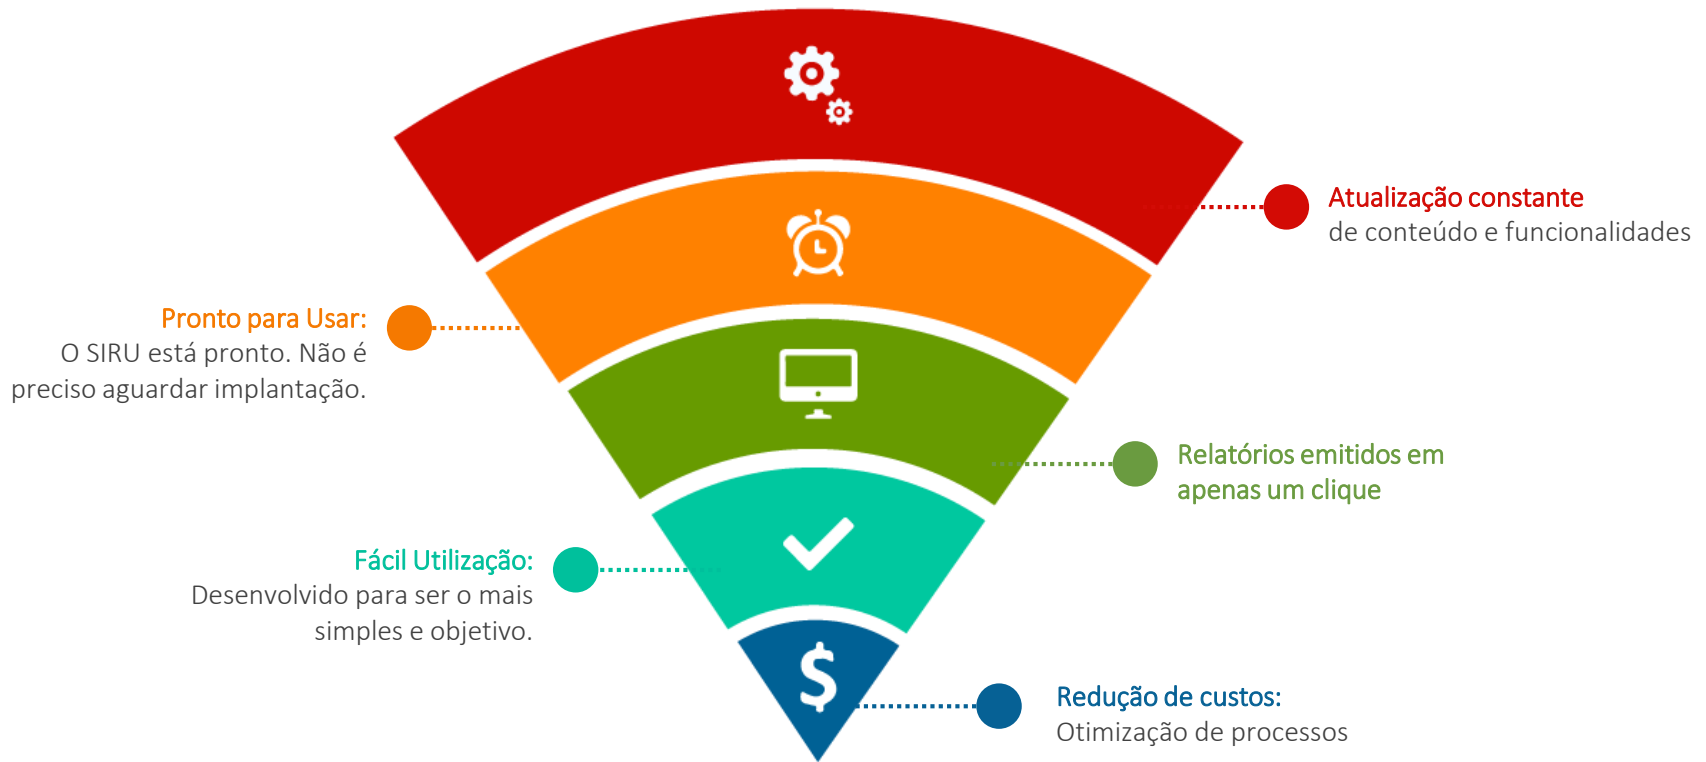 Atualização constante
de conteúdo e funcionalidades
Pronto para Usar:
O SIRU está pronto. Não é
preciso aguardar implantação.
Relatórios emitidos em
apenas um clique
Fácil Utilização:
Desenvolvido para ser o mais
simples e objetivo.
$
Redução de custos:
Otimização de processos